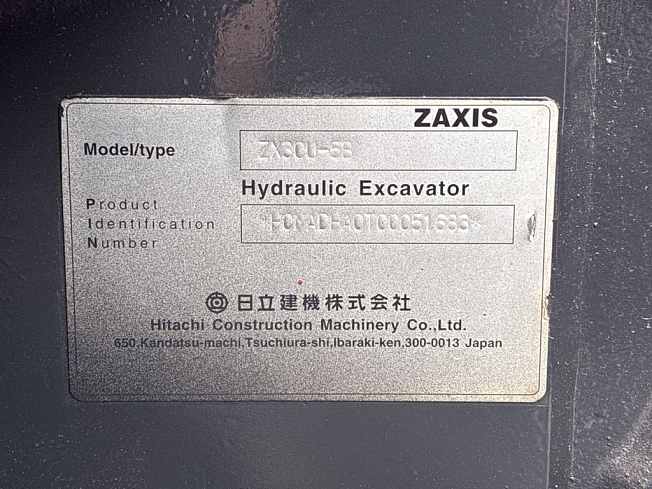 ZAXIS
Model/type ZX30U-5B
Hydraulic Excavator
Product
Identification
Number
日立建機株式会社
Hitachi Construction Machinery Co.,Ltd.
650,Kandatsu-machi,Tsuchiura-shi,Ibaraki-ken,300-0013 Japan